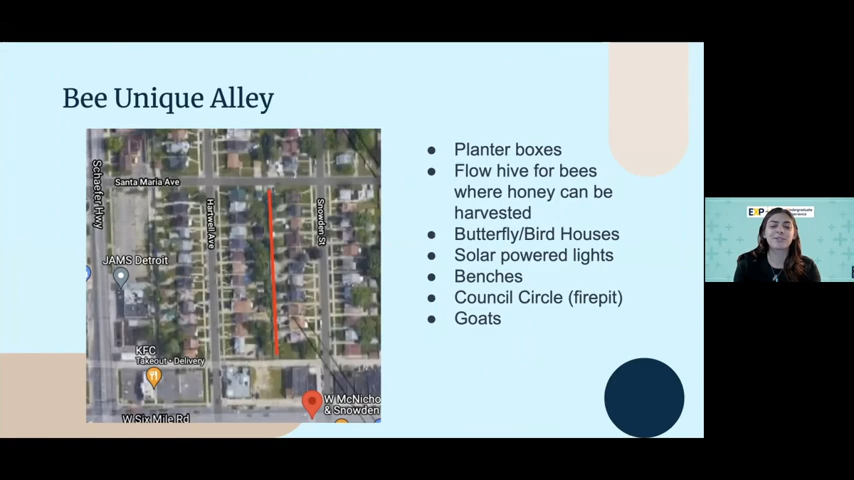 Bee Unique Alley
Schaefer Hwy
Santa Maria Ave
Hartwell Ave
Snowden St
JAMS Detroit
KFC
Takeout • Delivery
W McNicho
& Snowden
W Six Mile Rd
● Planter boxes
● Flow hive for bees
where honey can be
harvested
● Butterfly/Bird Houses
● Solar powered lights
● Benches
● Council Circle (firepit)
● Goats
EXP